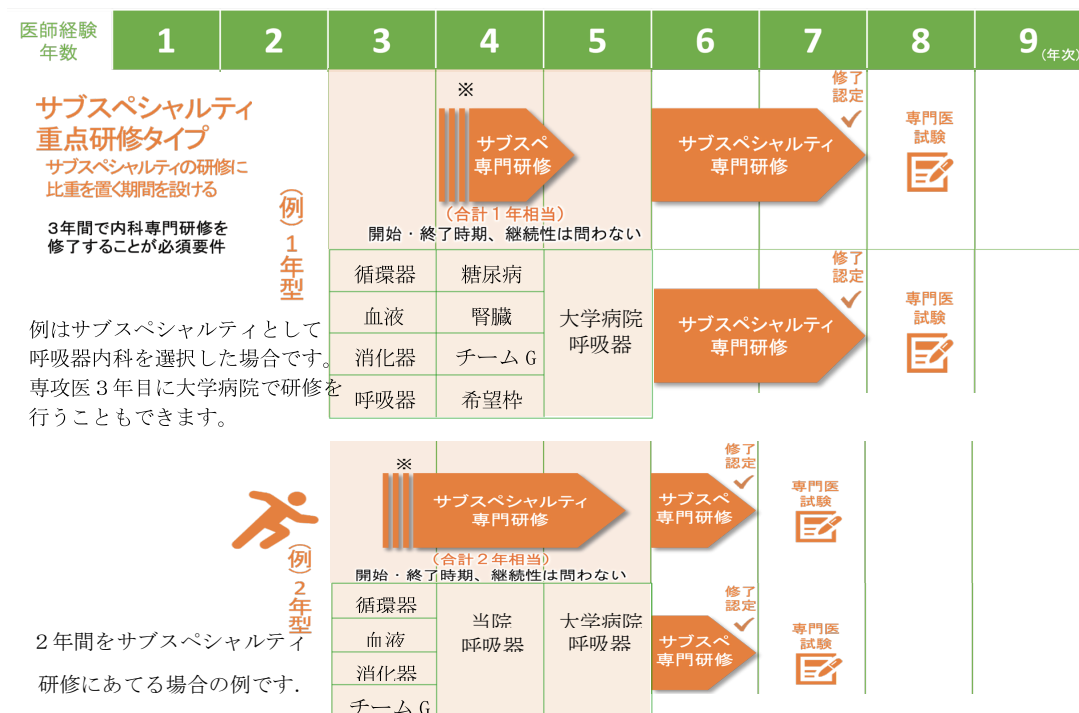 医師経験
年数
1 2 3 4 5 6 7 8 9(年次)
サブスペシャルティ
重点研修タイプ
サブスペシャルティの研修に
比重を置く期間を設ける
3年間で内科専門研修を
修了することが必須要件
(例)1年型
※
サブスペ
専門研修
(合計1年相当)
開始・終了時期、継続性は問わない
サブスペシャルティ
専門研修
修了
認定
専門医
試験
例はサブスペシャルティとして
呼吸器内科を選択した場合です。
専攻医3年目に大学病院で研修を
行うこともできます。
循環器 糖尿病
血液 腎臓
消化器 チームG
呼吸器 希望枠
大学病院
呼吸器
サブスペシャルティ
専門研修
修了
認定
専門医
試験
(例)2年型
※
サブスペシャルティ
専門研修
(合計2年相当)
開始・終了時期、継続性は問わない
サブスペ
専門研修
修了
認定
専門医
試験
2年間をサブスペシャルティ
研修にあてる場合の例です.
循環器
血液
消化器
チームG
当院
呼吸器
大学病院
呼吸器
サブスペ
専門研修
修了
認定
専門医
試験